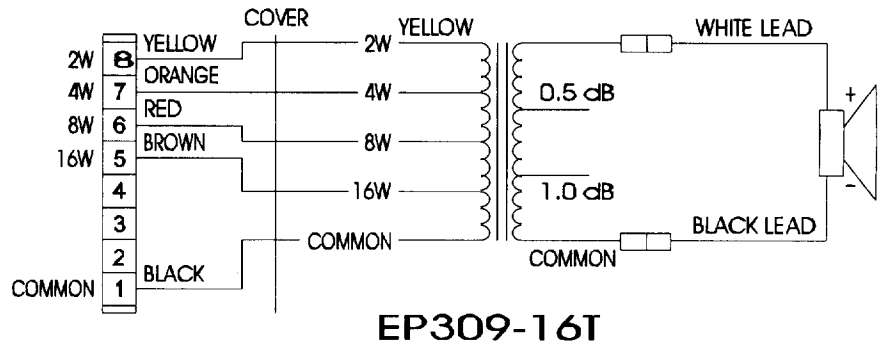 COVER
2W 8 YELLOW 2W YELLOW WHITE LEAD
4W 7 ORANGE 4W 0.5 dB +
8W 6 RED 8W
16W 5 BROWN 16W 1.0 dB −
4
3 COMMON COMMON BLACK LEAD
2
COMMON 1 BLACK
EP309-16T